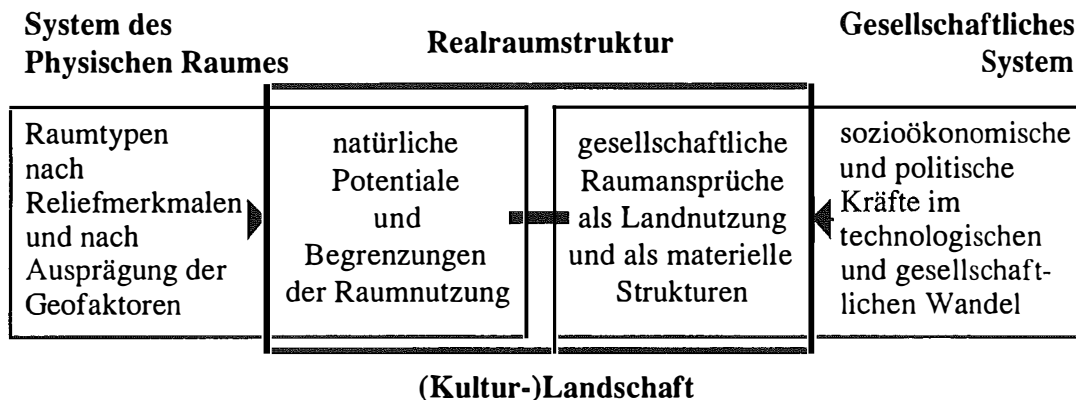 System des
Physischen Raumes
Realraumstruktur
Gesellschaftliches
System
Raumtypen
nach
Reliefmerkmalen
und nach
Ausprägung der
Geofaktoren
natürliche
Potentiale
und
Begrenzungen
der Raumnutzung
gesellschaftliche
Raumansprüche
als Landnutzung
und als materielle
Strukturen
sozioökonomische
und politische
Kräfte im
technologischen
und gesellschaft-
lichen Wandel
(Kultur-)Landschaft